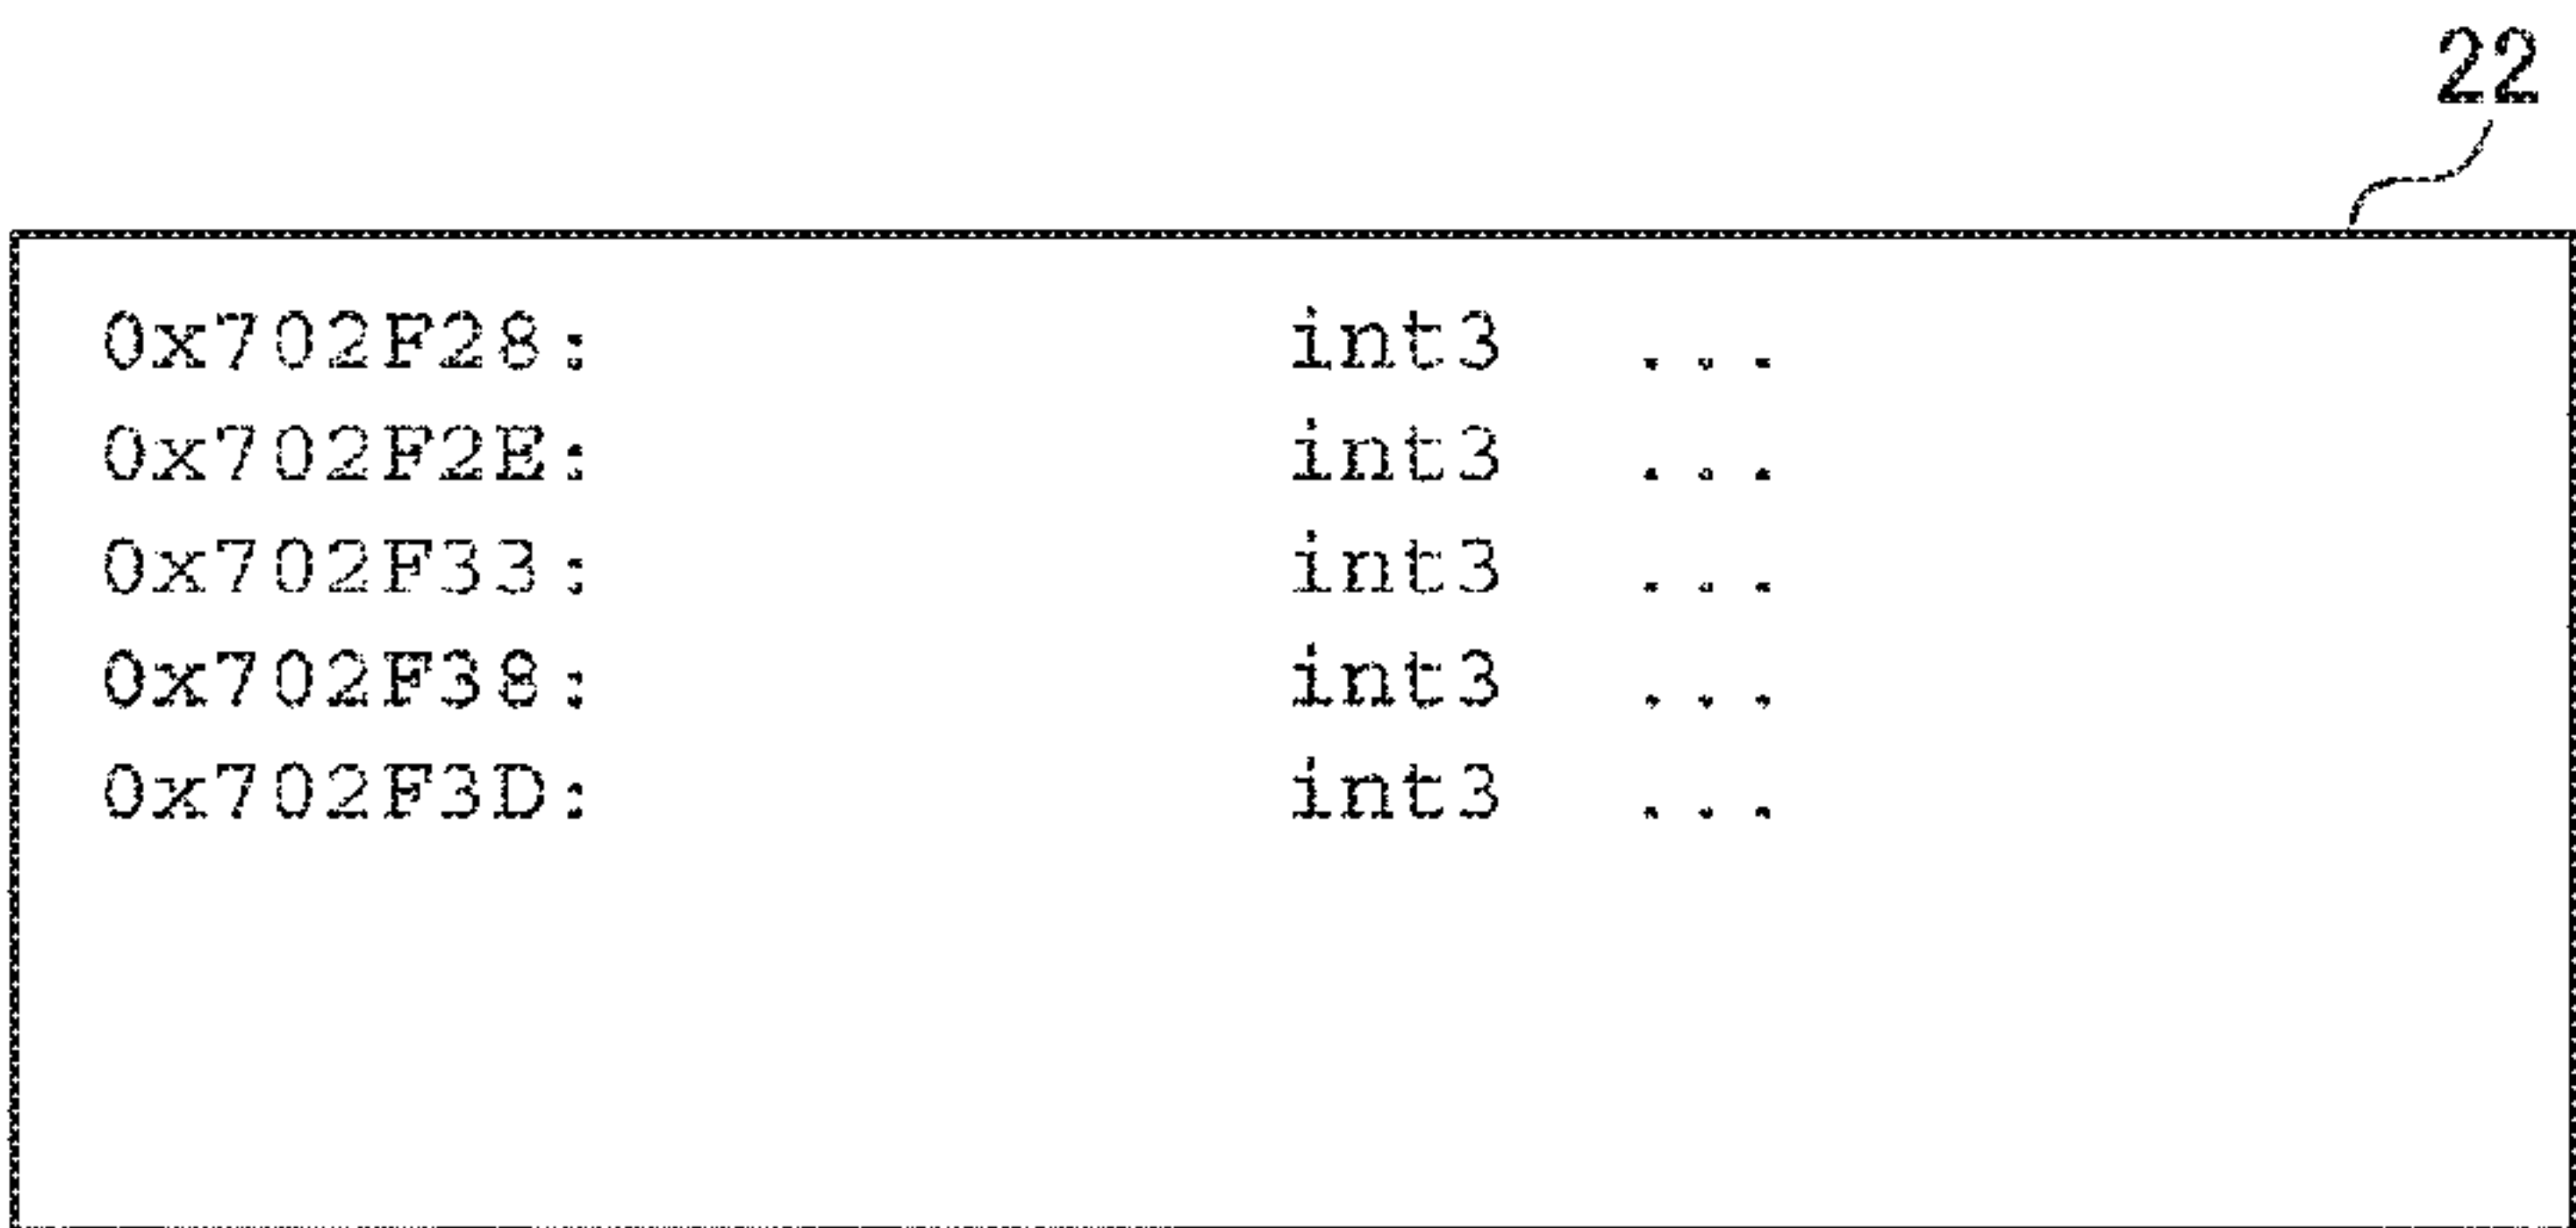 22
0x702F28: int3 ...
0x702F2E: int3 ...
0x702F33: int3 ...
0x702F38: int3 ...
0x702F3D: int3 ...